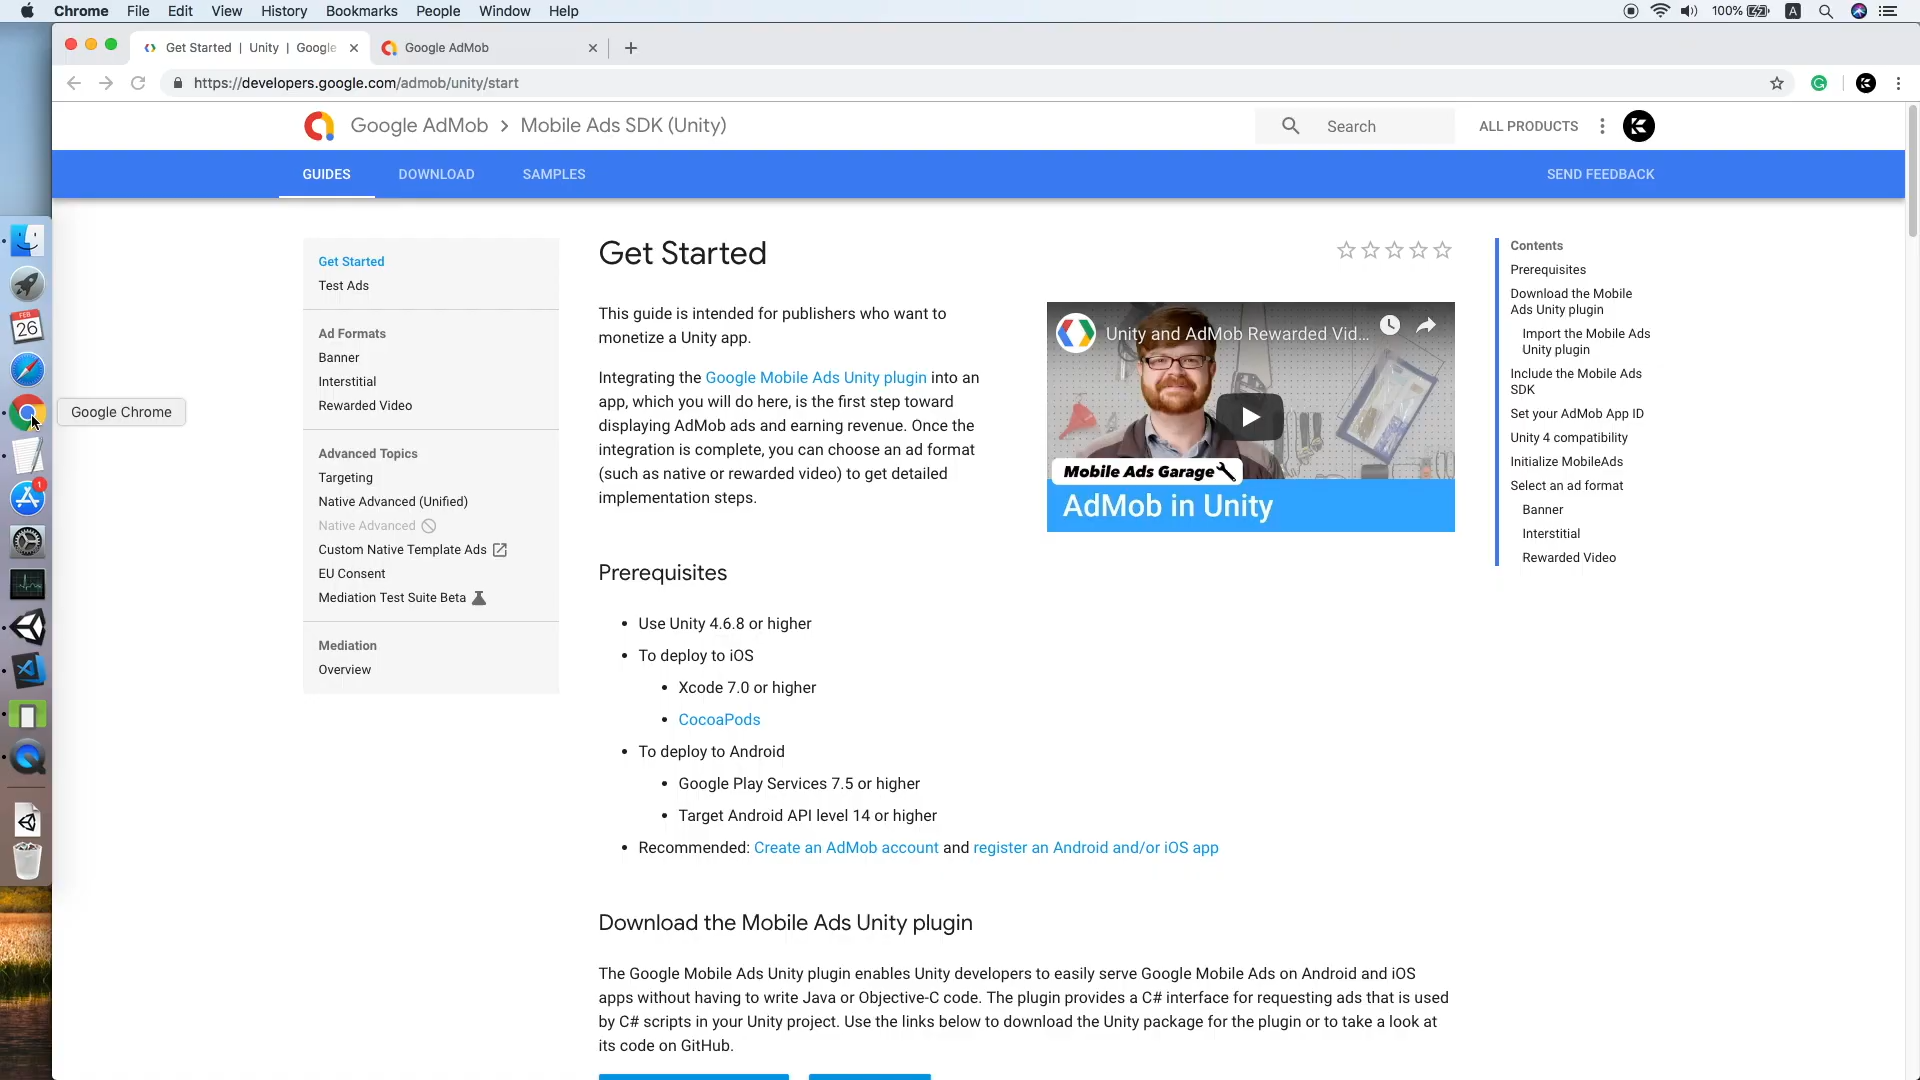 Chrome File Edit View History Bookmarks People Window Help 100% A
Get Started | Unity | Google
Google AdMob
https://developers.google.com/admob/unity/start
Google AdMob > Mobile Ads SDK (Unity)
Search
ALL PRODUCTS
GUIDES
DOWNLOAD
SAMPLES
SEND FEEDBACK
FEB
26
Google Chrome
1
Get Started
Test Ads
Ad Formats
Banner
Interstitial
Rewarded Video
Advanced Topics
Targeting
Native Advanced (Unified)
Native Advanced
Custom Native Template Ads
EU Consent
Mediation Test Suite Beta
Mediation
Overview
Get Started
This guide is intended for publishers who want to
monetize a Unity app.
Integrating the Google Mobile Ads Unity plugin into an
app, which you will do here, is the first step toward
displaying AdMob ads and earning revenue. Once the
integration is complete, you can choose an ad format
(such as native or rewarded video) to get detailed
implementation steps.
Unity and AdMob Rewarded Vid...
Mobile Ads Garage
AdMob in Unity
Prerequisites
• Use Unity 4.6.8 or higher
• To deploy to iOS
• Xcode 7.0 or higher
• CocoaPods
• To deploy to Android
• Google Play Services 7.5 or higher
• Target Android API level 14 or higher
• Recommended: Create an AdMob account and register an Android and/or iOS app
Download the Mobile Ads Unity plugin
The Google Mobile Ads Unity plugin enables Unity developers to easily serve Google Mobile Ads on Android and iOS
apps without having to write Java or Objective-C code. The plugin provides a C# interface for requesting ads that is used
by C# scripts in your Unity project. Use the links below to download the Unity package for the plugin or to take a look at
its code on GitHub.
Contents
Prerequisites
Download the Mobile
Ads Unity plugin
Import the Mobile Ads
Unity plugin
Include the Mobile Ads
SDK
Set your AdMob App ID
Unity 4 compatibility
Initialize MobileAds
Select an ad format
Banner
Interstitial
Rewarded Video